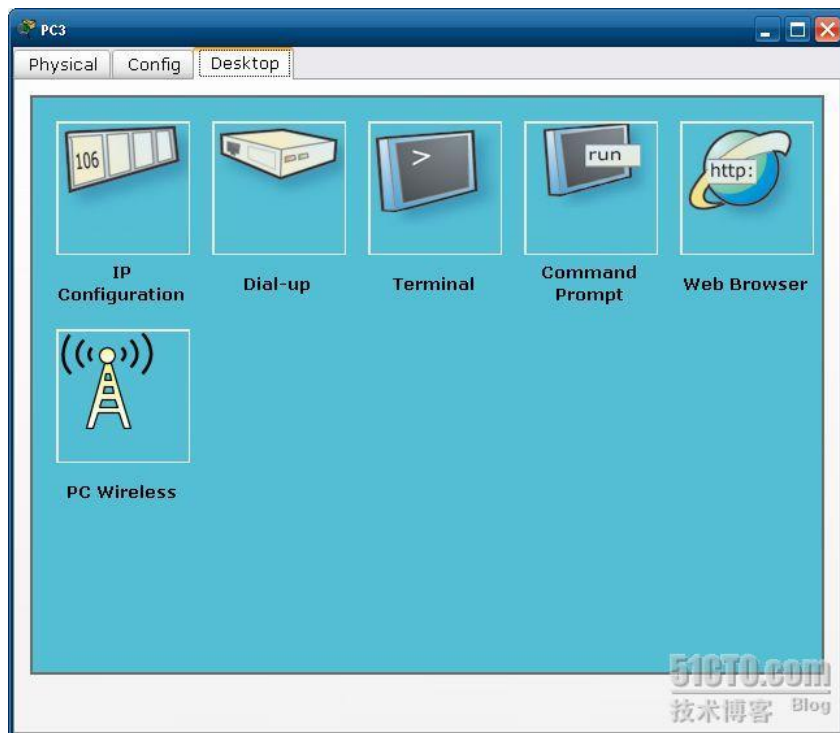 PC3
Physical Config Desktop
106
>
run
http:
IP
Configuration
Dial-up
Terminal
Command
Prompt
Web Browser
PC Wireless
51CTO.com
技术博客 Blog